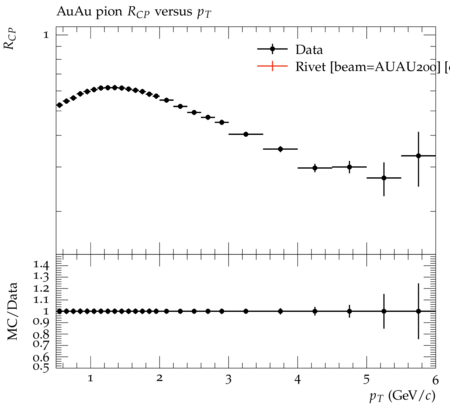 AuAu pion R_CP versus p_T
R_CP
1
Data
Rivet [beam=AUAU200] [
MC/Data
1.4
1.3
1.2
1.1
1
0.9
0.8
0.7
0.6
0.5
1 2 3 4 5 6
p_T (GeV/c)